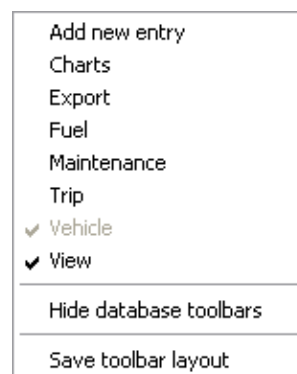 Add new entry
Charts
Export
Fuel
Maintenance
Trip
Vehicle
View
Hide database toolbars
Save toolbar layout